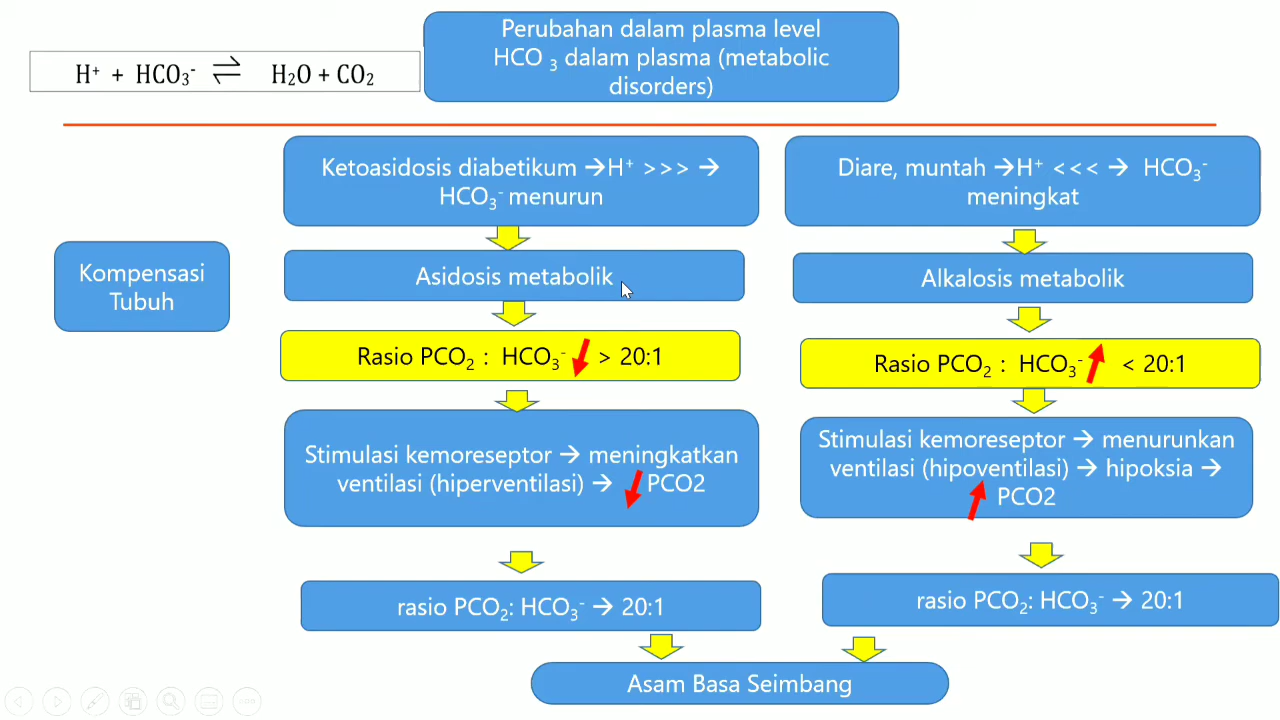 Perubahan dalam plasma level
HCO ₃ dalam plasma (metabolic
disorders)
H⁺ + HCO₃⁻ ⇌ H₂O + CO₂
Ketoasidosis diabetikum →H⁺ >>> →
HCO₃⁻ menurun
Diare, muntah →H⁺ <<< → HCO₃⁻
meningkat
Kompensasi
Tubuh
Asidosis metabolik
Alkalosis metabolik
Rasio PCO₂ : HCO₃⁻ ↓ > 20:1
Rasio PCO₂ : HCO₃⁻ ↑ < 20:1
Stimulasi kemoreseptor → meningkatkan
ventilasi (hiperventilasi) → ↓ PCO2
Stimulasi kemoreseptor → menurunkan
ventilasi (hipoventilasi) → hipoksia →
↑ PCO2
rasio PCO₂: HCO₃⁻ → 20:1
rasio PCO₂: HCO₃⁻ → 20:1
Asam Basa Seimbang